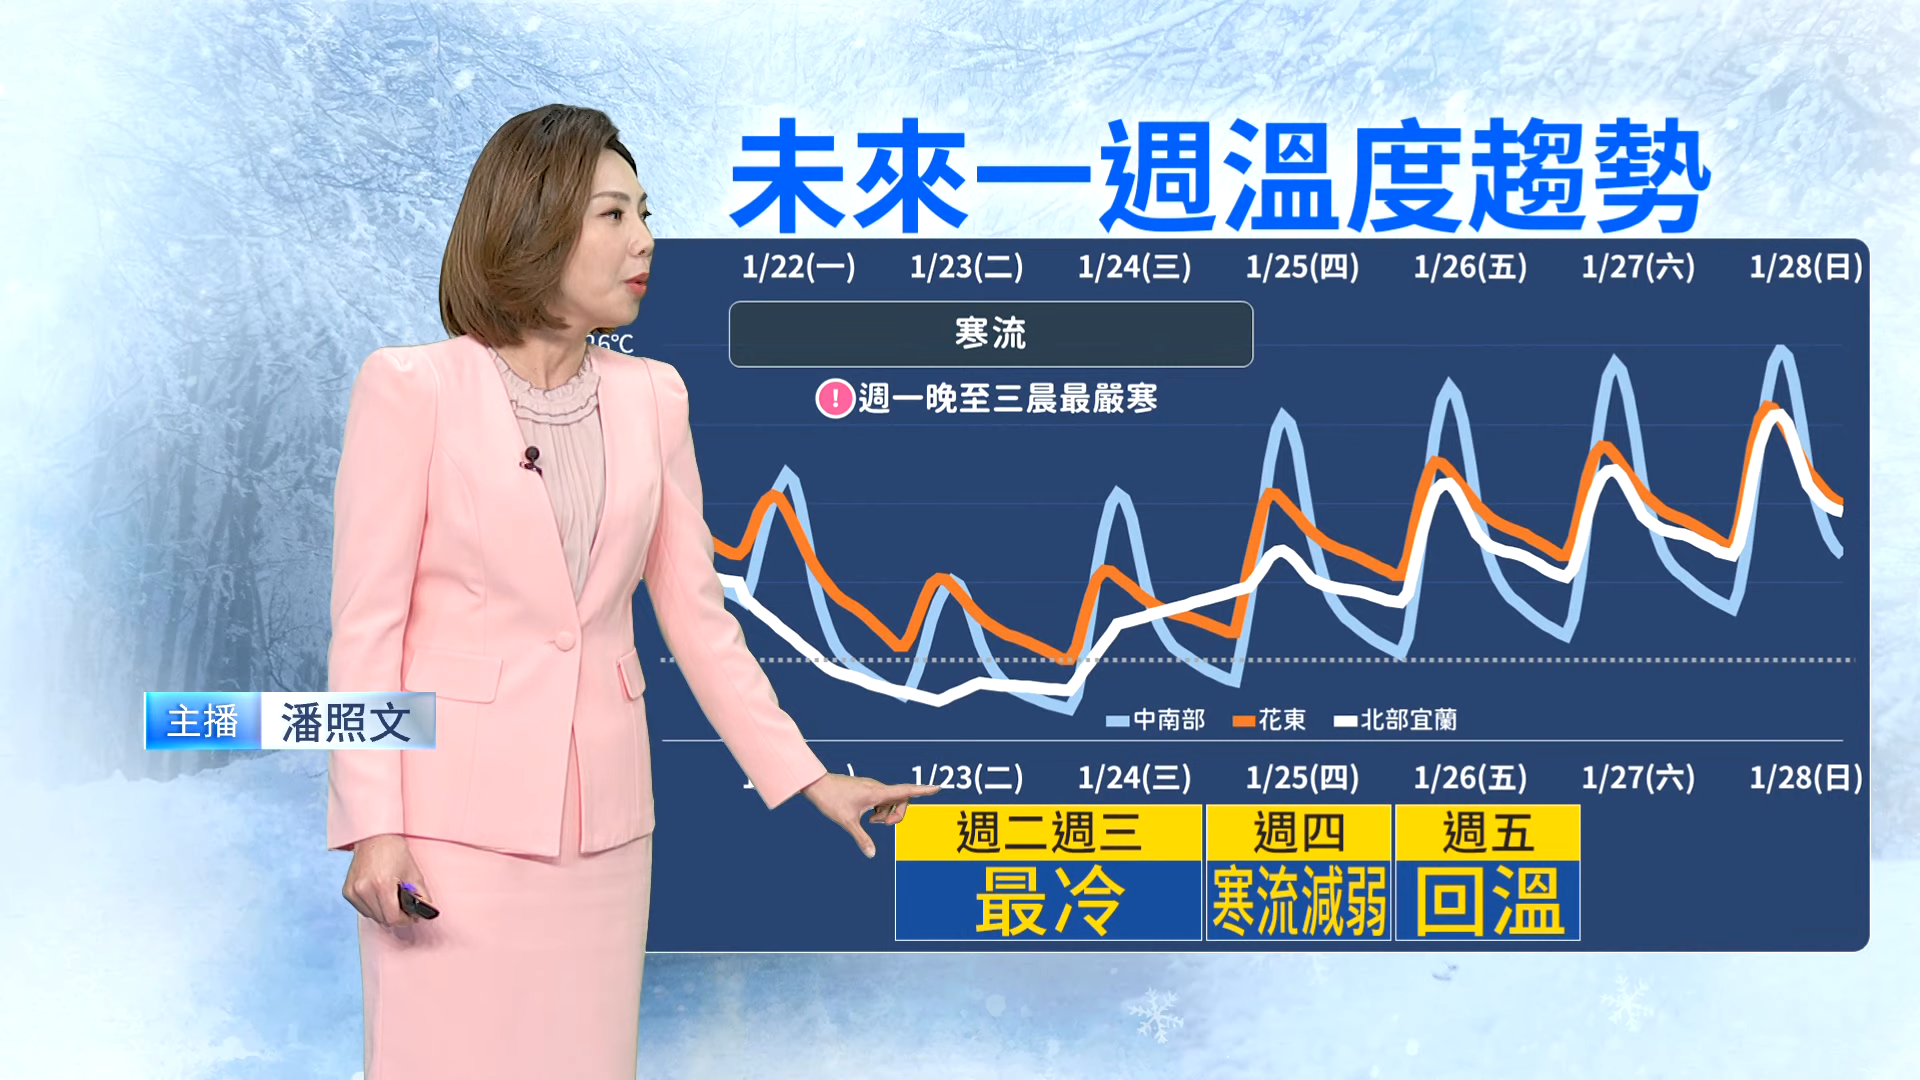 未來一週溫度趨勢
1/22(一) 1/23(二) 1/24(三) 1/25(四) 1/26(五) 1/27(六) 1/28(日)
寒流
26℃
!週一晚至三晨最嚴寒
中南部 花東 北部宜蘭
主播 潘照文
1/23(二) 1/24(三) 1/25(四) 1/26(五) 1/27(六) 1/28(日)
週二週三 週四 週五
最冷 寒流減弱 回溫